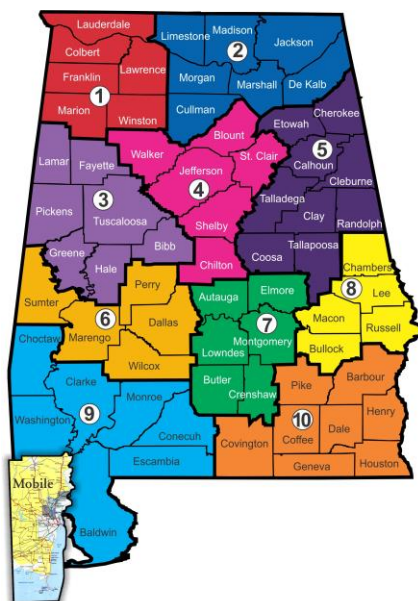 Lauderdale
Limestone
Madison
Jackson
Colbert
2
Franklin
Lawrence
Morgan
Marshall
De Kalb
1
Marion
Winston
Cullman
Cherokee
Blount
Etowah
Walker
St. Clair
5
Lamar
Fayette
Jefferson
Calhoun
4
Cleburne
3
Talladega
Pickens
Tuscaloosa
Shelby
Clay
Randolph
Greene
Hale
Bibb
Chilton
Coosa
Tallapoosa
Chambers
Perry
Autauga
Elmore
8
Lee
Sumter
6
Dallas
7
Macon
Marengo
Montgomery
Russell
Choctaw
Lowndes
Bullock
Wilcox
Clarke
Butler
Pike
Barbour
Monroe
Crenshaw
9
Henry
Washington
10
Dale
Conecuh
Covington
Coffee
Escambia
Geneva
Houston
Mobile
Baldwin